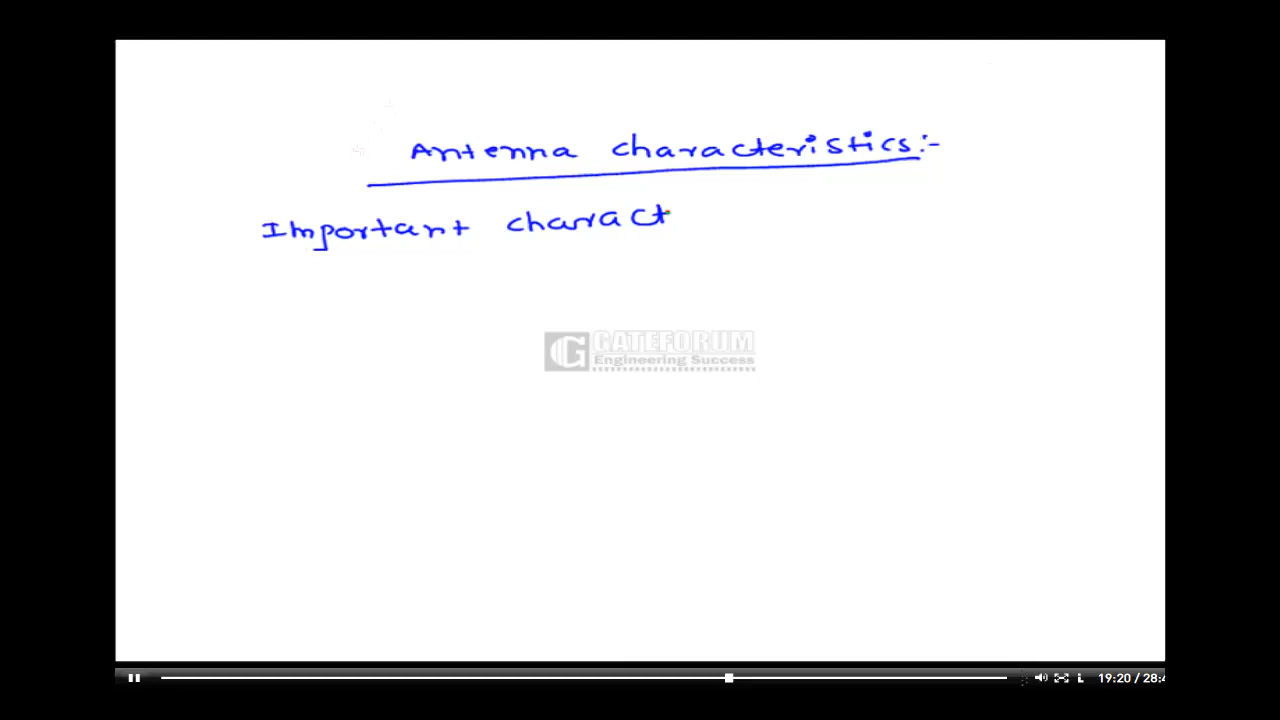 Antenna characteristics:-
Important charact
GATEFORUM
Engineering Success
19:20 / 28:4